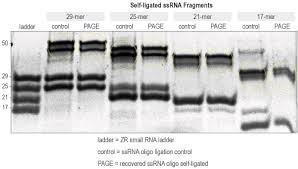 Self-ligated ssRNA Fragments
29-mer 25-mer 21-mer 17-mer
ladder control PAGE control PAGE control PAGE control PAGE
50
29
25
21
17
ladder = ZR small RNA ladder
control = ssRNA oligo ligation control
PAGE = recovered ssRNA oligo self-ligated